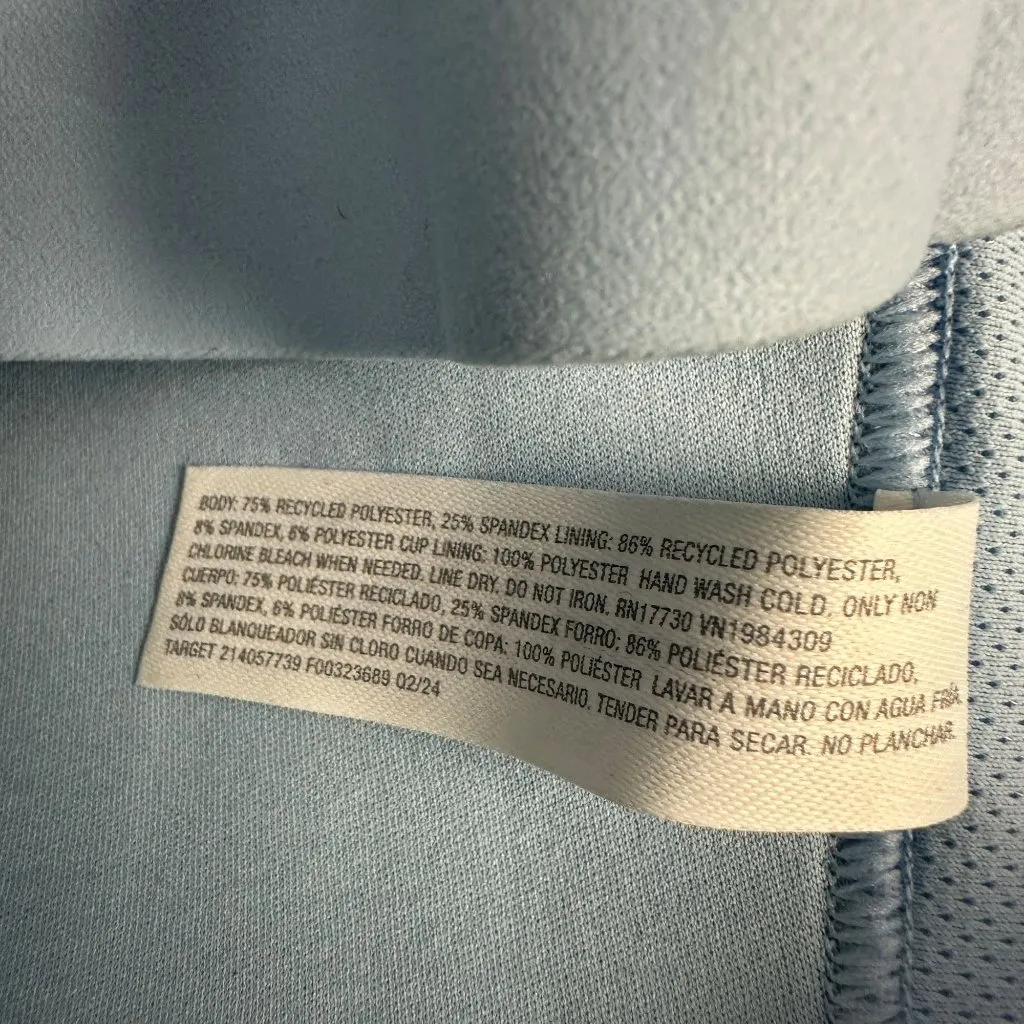 BODY: 75% RECYCLED POLYESTER, 25% SPANDEX LINING: 86% RECYCLED POLYESTER,
8% SPANDEX, 6% POLYESTER CUP LINING: 100% POLYESTER HAND WASH COLD, ONLY NON
CHLORINE BLEACH WHEN NEEDED. LINE DRY. DO NOT IRON. RN17730 VN1984309
CUERPO: 75% POLIÉSTER RECICLADO, 25% SPANDEX FORRO: 86% POLIÉSTER RECICLADO,
8% SPANDEX, 6% POLIÉSTER FORRO DE COPA: 100% POLIÉSTER LAVAR A MANO CON AGUA FRÍA.
SÓLO BLANQUEADOR SIN CLORO CUANDO SEA NECESARIO. TENDER PARA SECAR. NO PLANCHAR.
TARGET 214057739 F00323689 02/24